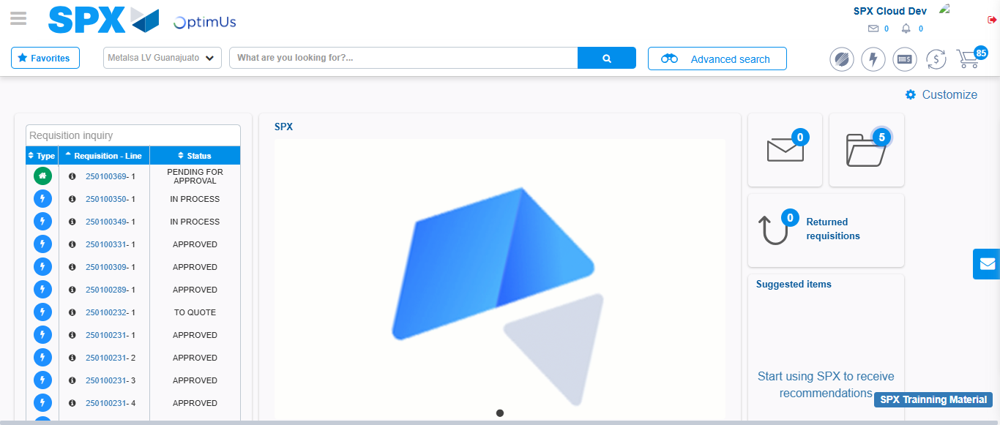 SPX
OptimUs
SPX Cloud Dev
0
0
Favorites
Metalsa LV Guanajuato
What are you looking for?...
Advanced search
85
Customize
Requisition inquiry
Type
Requisition - Line
Status
250100369- 1
PENDING FOR
APPROVAL
250100350- 1
IN PROCESS
250100349- 1
IN PROCESS
250100331- 1
APPROVED
250100309- 1
APPROVED
250100289- 1
APPROVED
250100232- 1
TO QUOTE
250100231- 1
APPROVED
250100231- 2
APPROVED
250100231- 3
APPROVED
250100231- 4
APPROVED
SPX
0
5
0
Returned
requisitions
Suggested items
Start using SPX to receive
recommendations
SPX Trainning Material